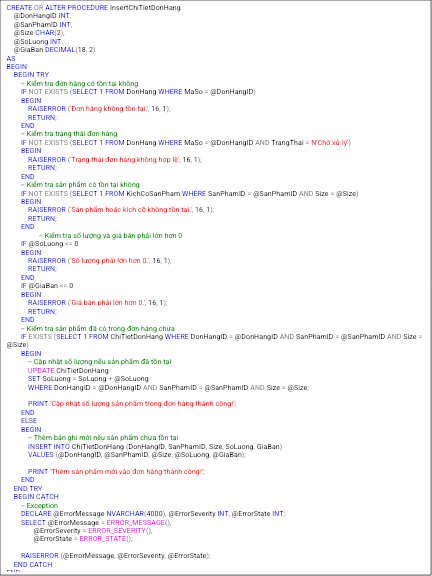 CREATE OR ALTER PROCEDURE InsertChiTietDonHang
@DonHangID INT,
@SanPhamID INT,
@Size CHAR(2),
@SoLuong INT,
@GiaBan DECIMAL(18, 2)
AS
BEGIN
BEGIN TRY
-- Kiểm tra đơn hàng có tồn tại không
IF NOT EXISTS (SELECT 1 FROM DonHang WHERE MaSo = @DonHangID)
BEGIN
RAISERROR ('Đơn hàng không tồn tại.', 16, 1);
RETURN;
END
-- Kiểm tra trạng thái đơn hàng
IF NOT EXISTS (SELECT 1 FROM DonHang WHERE MaSo = @DonHangID AND TrangThai = N'Chờ xử lý')
BEGIN
RAISERROR ('Trạng thái đơn hàng không hợp lệ', 16, 1);
RETURN;
END
-- Kiểm tra sản phẩm có tồn tại không
IF NOT EXISTS (SELECT 1 FROM KichCoSanPham WHERE SanPhamID = @SanPhamID AND Size = @Size)
BEGIN
RAISERROR ('Sản phẩm hoặc kích cỡ không tồn tại.', 16, 1);
RETURN;
END
-- Kiểm tra số lượng và giá bán phải lớn hơn 0
IF @SoLuong <= 0
BEGIN
RAISERROR ('Số lượng phải lớn hơn 0.', 16, 1);
RETURN;
END
IF @GiaBan <= 0
BEGIN
RAISERROR ('Giá bán phải lớn hơn 0.', 16, 1);
RETURN;
END
-- Kiểm tra sản phẩm đã có trong đơn hàng chưa
IF EXISTS (SELECT 1 FROM ChiTietDonHang WHERE DonHangID = @DonHangID AND SanPhamID = @SanPhamID AND Size =
@Size)
BEGIN
-- Cập nhật số lượng nếu sản phẩm đã tồn tại
UPDATE ChiTietDonHang
SET SoLuong = SoLuong + @SoLuong
WHERE DonHangID = @DonHangID AND SanPhamID = @SanPhamID AND Size = @Size;
PRINT 'Cập nhật số lượng sản phẩm trong đơn hàng thành công!';
END
ELSE
BEGIN
-- Thêm bản ghi mới nếu sản phẩm chưa tồn tại
INSERT INTO ChiTietDonHang (DonHangID, SanPhamID, Size, SoLuong, GiaBan)
VALUES (@DonHangID, @SanPhamID, @Size, @SoLuong, @GiaBan);
PRINT 'Thêm sản phẩm mới vào đơn hàng thành công!';
END
END TRY
BEGIN CATCH
-- Exception
DECLARE @ErrorMessage NVARCHAR(4000), @ErrorSeverity INT, @ErrorState INT;
SELECT @ErrorMessage = ERROR_MESSAGE(),
@ErrorSeverity = ERROR_SEVERITY(),
@ErrorState = ERROR_STATE();
RAISERROR (@ErrorMessage, @ErrorSeverity, @ErrorState);
END CATCH
END;